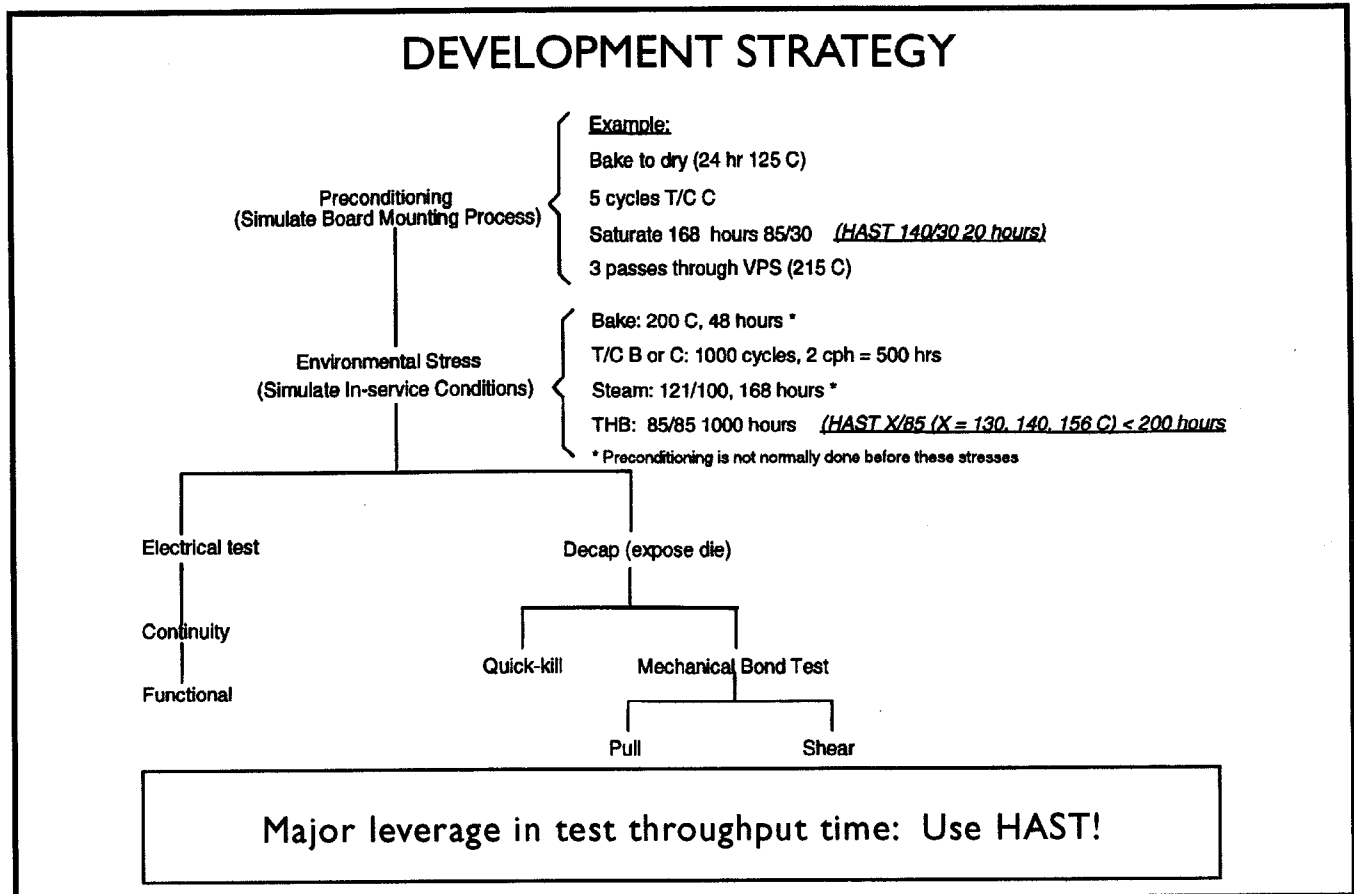 DEVELOPMENT STRATEGY
Preconditioning
(Simulate Board Mounting Process)
Example:
Bake to dry (24 hr 125 C)
5 cycles T/C C
Saturate 168 hours 85/30 (HAST 140/30 20 hours)
3 passes through VPS (215 C)
Environmental Stress
(Simulate In-service Conditions)
Bake: 200 C, 48 hours *
T/C B or C: 1000 cycles, 2 cph = 500 hrs
Steam: 121/100, 168 hours *
THB: 85/85 1000 hours (HAST X/85 (X = 130, 140, 156 C) < 200 hours
* Preconditioning is not normally done before these stresses
Electrical test
Continuity
Functional
Decap (expose die)
Quick-kill
Mechanical Bond Test
Pull
Shear
Major leverage in test throughput time: Use HAST!